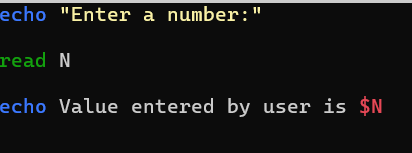 echo "Enter a number:"
read N
echo Value entered by user is $N